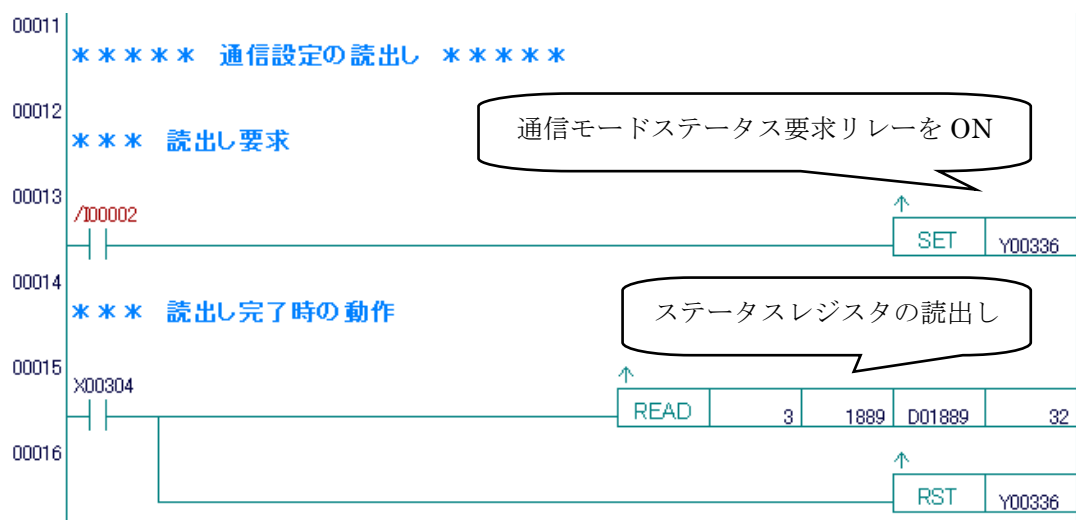 00011
＊＊＊＊＊ 通信設定の読出し ＊＊＊＊＊
00012
＊＊＊ 読出し要求
通信モードステータス要求リレーを ON
00013
/I00002
↑
SET Y00336
00014
＊＊＊ 読出し完了時の動作
ステータスレジスタの読出し
00015
X00304
↑
READ 3 1889 D01889 32
00016
↑
RST Y00336